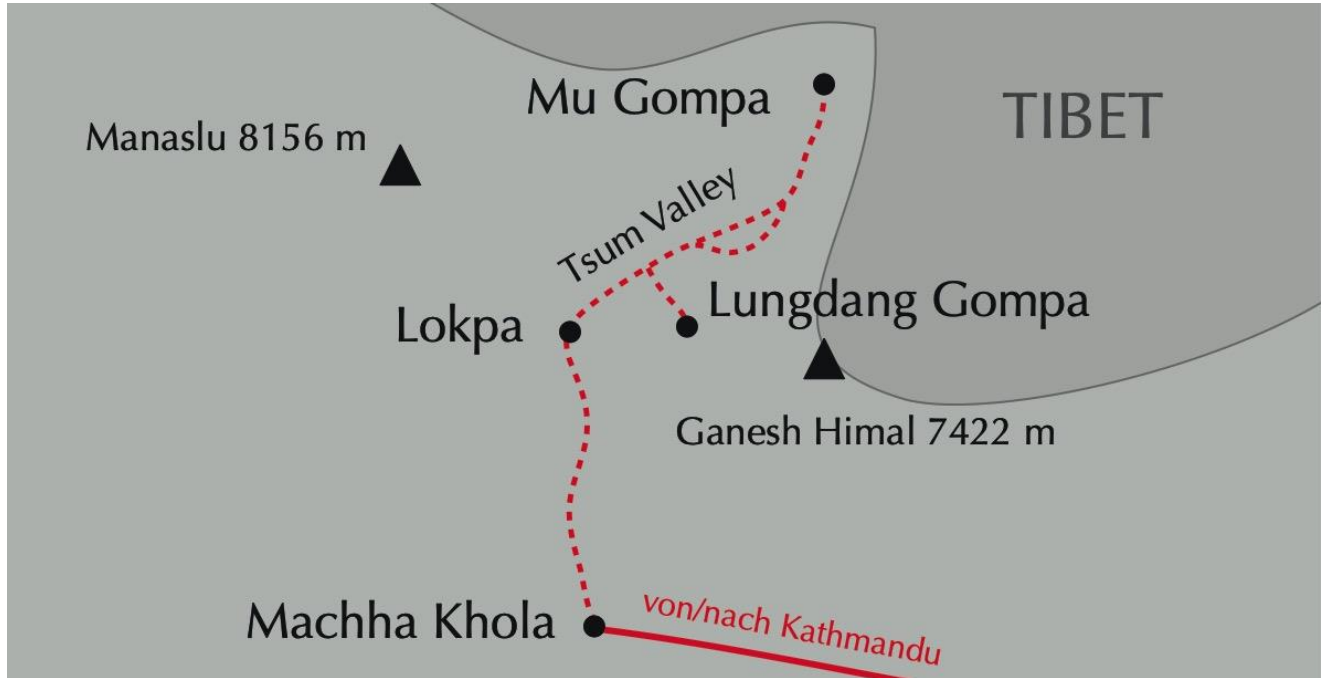 Mu Gompa
TIBET
Manaslu 8156 m
Tsum Valley
Lungdang Gompa
Lokpa
Ganesh Himal 7422 m
Machha Khola
von/nach Kathmandu